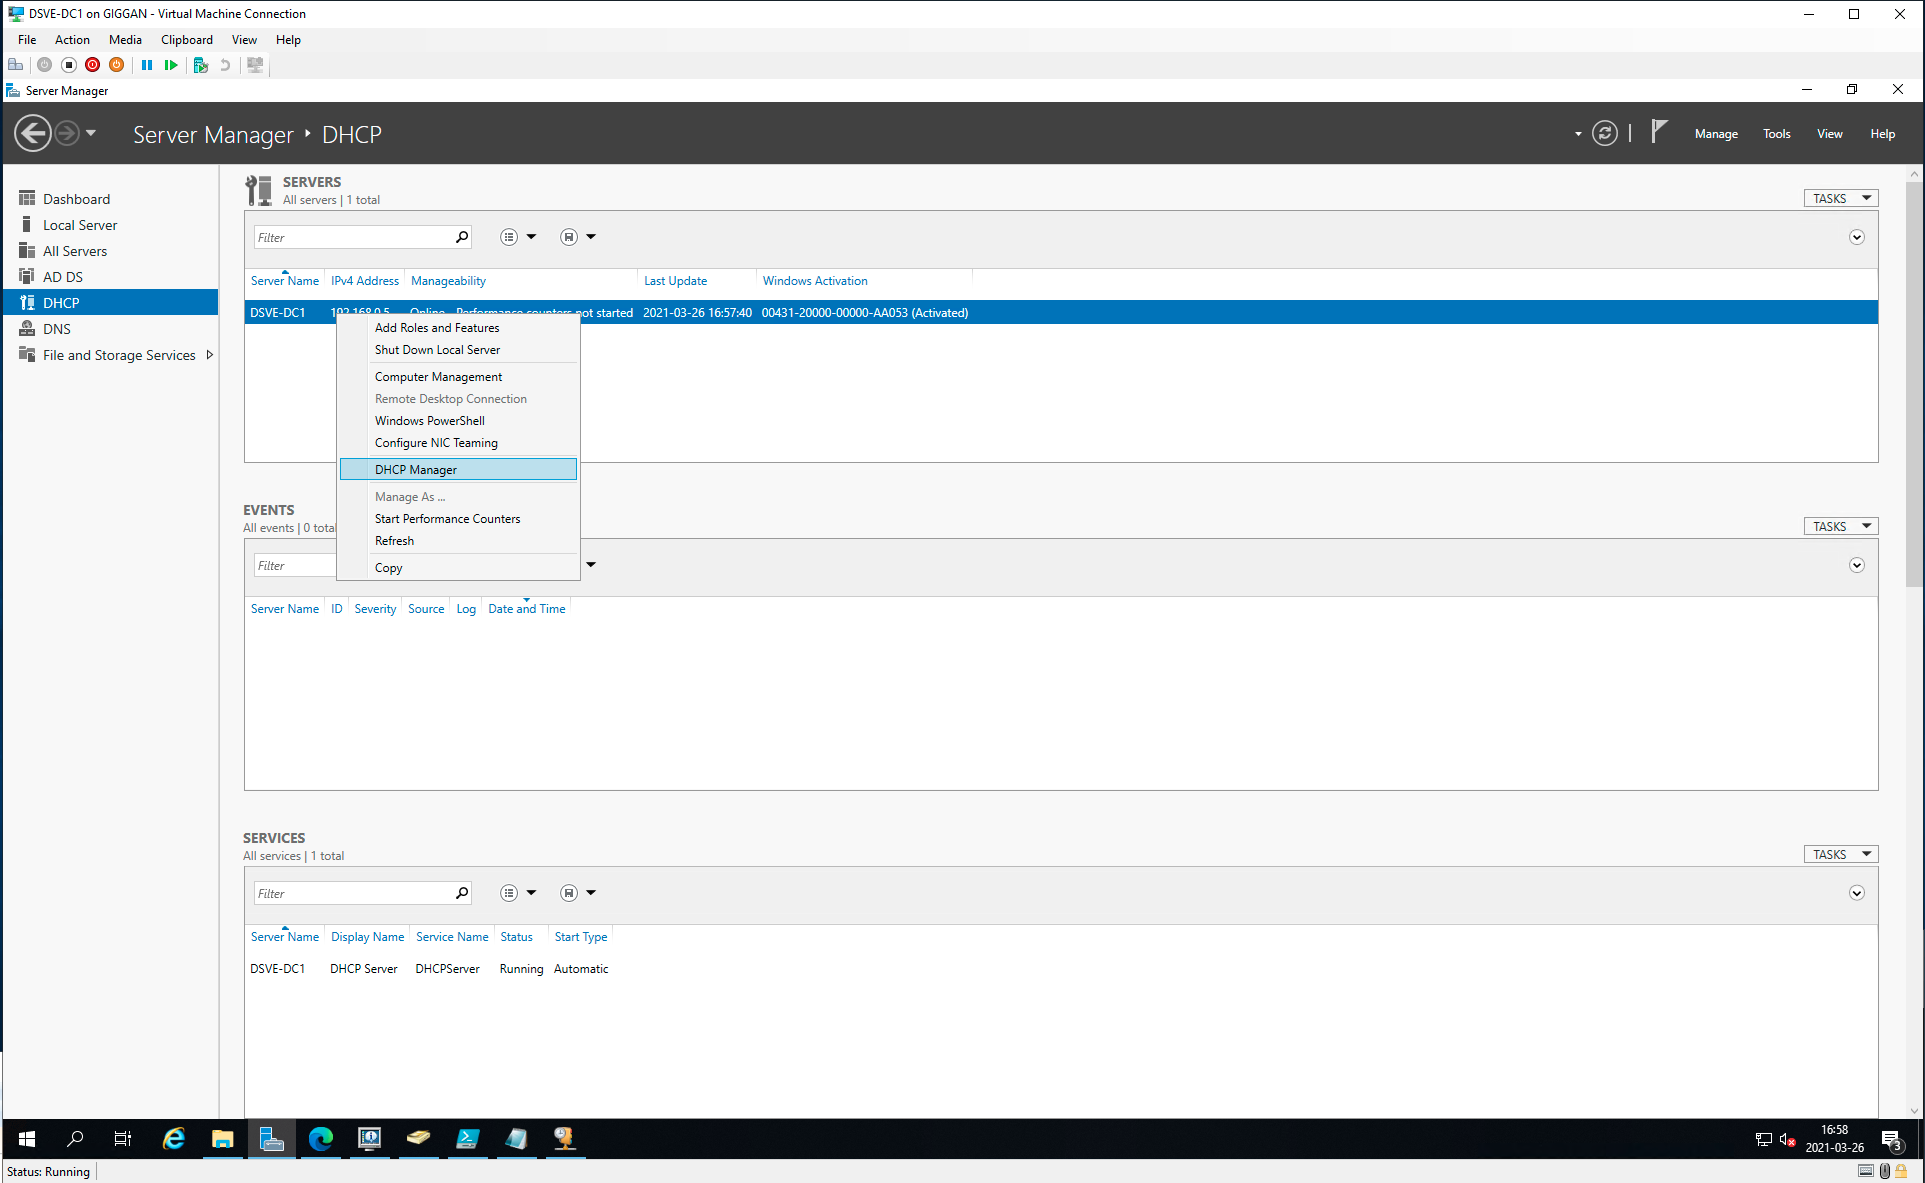 DSVE-DC1 on GIGGAN - Virtual Machine Connection
File Action Media Clipboard View Help
Server Manager
Server Manager DHCP
Manage Tools View Help
Dashboard
Local Server
All Servers
AD DS
DHCP
DNS
File and Storage Services
SERVERS
All servers | 1 total
TASKS
Filter
Server Name IPv4 Address Manageability Last Update Windows Activation
DSVE-DC1 192.168.0.5 Online - Performance counters not started 2021-03-26 16:57:40 00431-20000-00000-AA053 (Activated)
Add Roles and Features
Shut Down Local Server
Computer Management
Remote Desktop Connection
Windows PowerShell
Configure NIC Teaming
DHCP Manager
Manage As ...
Start Performance Counters
Refresh
Copy
EVENTS
All events | 0 total
TASKS
Filter
Server Name ID Severity Source Log Date and Time
SERVICES
All services | 1 total
TASKS
Filter
Server Name Display Name Service Name Status Start Type
DSVE-DC1 DHCP Server DHCPServer Running Automatic
16:58
2021-03-26
3
Status: Running